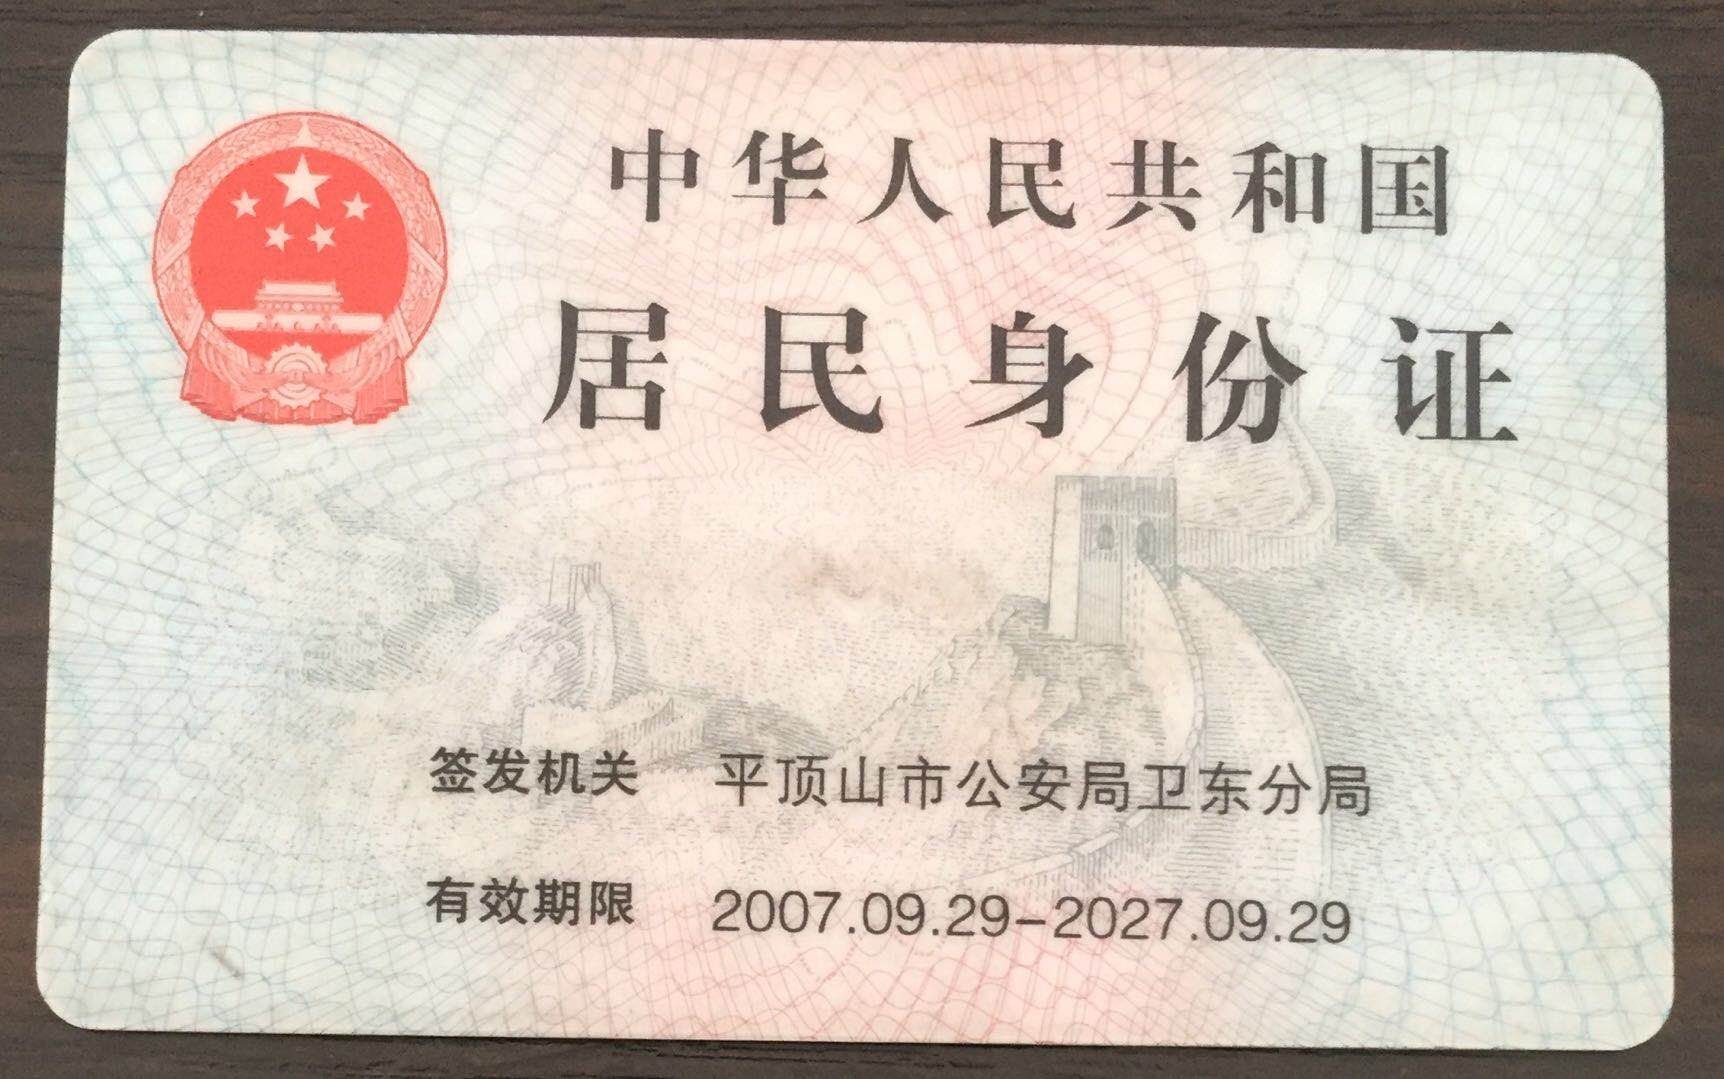 中华人民共和国
居民身份证
签发机关 平顶山市公安局卫东分局
有效期限 2007.09.29-2027.09.29